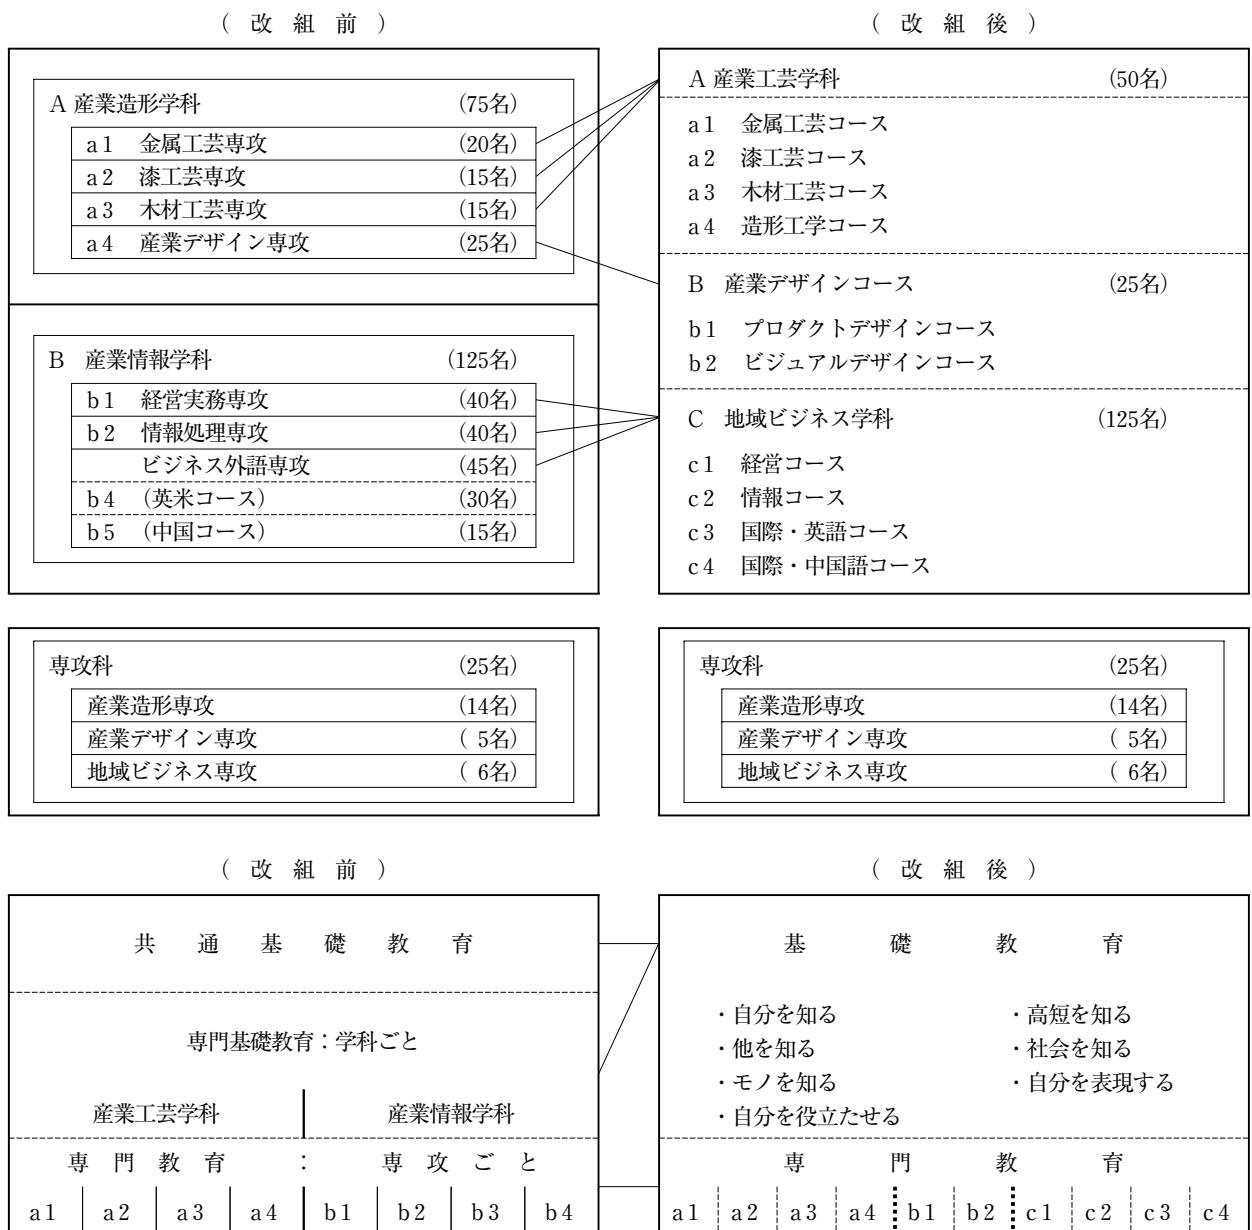 ( 改 組 前 )
A 産業造形学科 (75名)
a1 金属工芸専攻 (20名)
a2 漆工芸専攻 (15名)
a3 木材工芸専攻 (15名)
a4 産業デザイン専攻 (25名)
B 産業情報学科 (125名)
b1 経営実務専攻 (40名)
b2 情報処理専攻 (40名)
ビジネス外語専攻 (45名)
b4 (英米コース) (30名)
b5 (中国コース) (15名)
専攻科 (25名)
産業造形専攻 (14名)
産業デザイン専攻 ( 5名)
地域ビジネス専攻 ( 6名)
( 改 組 後 )
A 産業工芸学科 (50名)
a1 金属工芸コース
a2 漆工芸コース
a3 木材工芸コース
a4 造形工学コース
B 産業デザインコース (25名)
b1 プロダクトデザインコース
b2 ビジュアルデザインコース
C 地域ビジネス学科 (125名)
c1 経営コース
c2 情報コース
c3 国際・英語コース
c4 国際・中国語コース
専攻科 (25名)
産業造形専攻 (14名)
産業デザイン専攻 ( 5名)
地域ビジネス専攻 ( 6名)
( 改 組 前 )
共 通 基 礎 教 育
専門基礎教育：学科ごと
産業工芸学科 産業情報学科
専 門 教 育 : 専 攻 ご と
a1 a2 a3 a4 b1 b2 b3 b4
( 改 組 後 )
基 礎 教 育
・自分を知る ・高短を知る
・他を知る ・社会を知る
・モノを知る ・自分を表現する
・自分を役立たせる
専 門 教 育
a1 a2 a3 a4 b1 b2 c1 c2 c3 c4